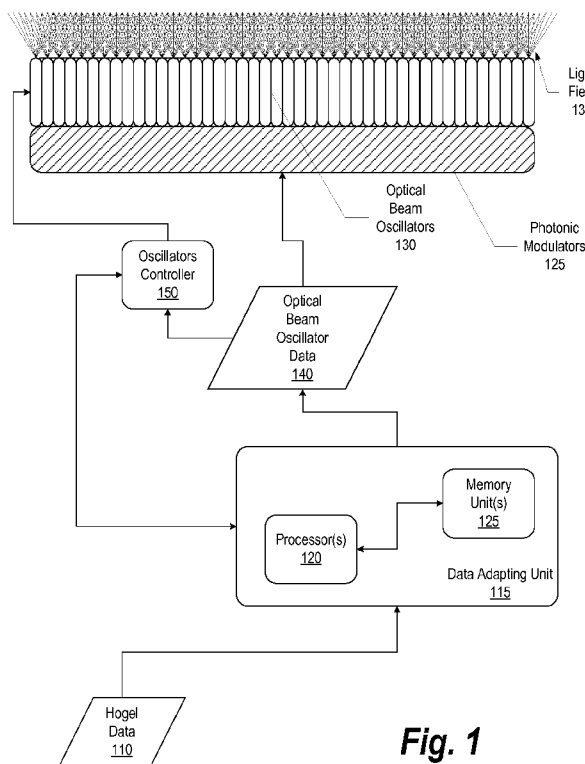 Optical
Beam
Oscillators
130
Photonic
Modulators
125
Oscillators
Controller
150
Optical
Beam
Oscillator
Data
140
Memory
Unit(s)
125
Processor(s)
120
Data Adapting Unit
115
Hogel
Data
110
Fig. 1